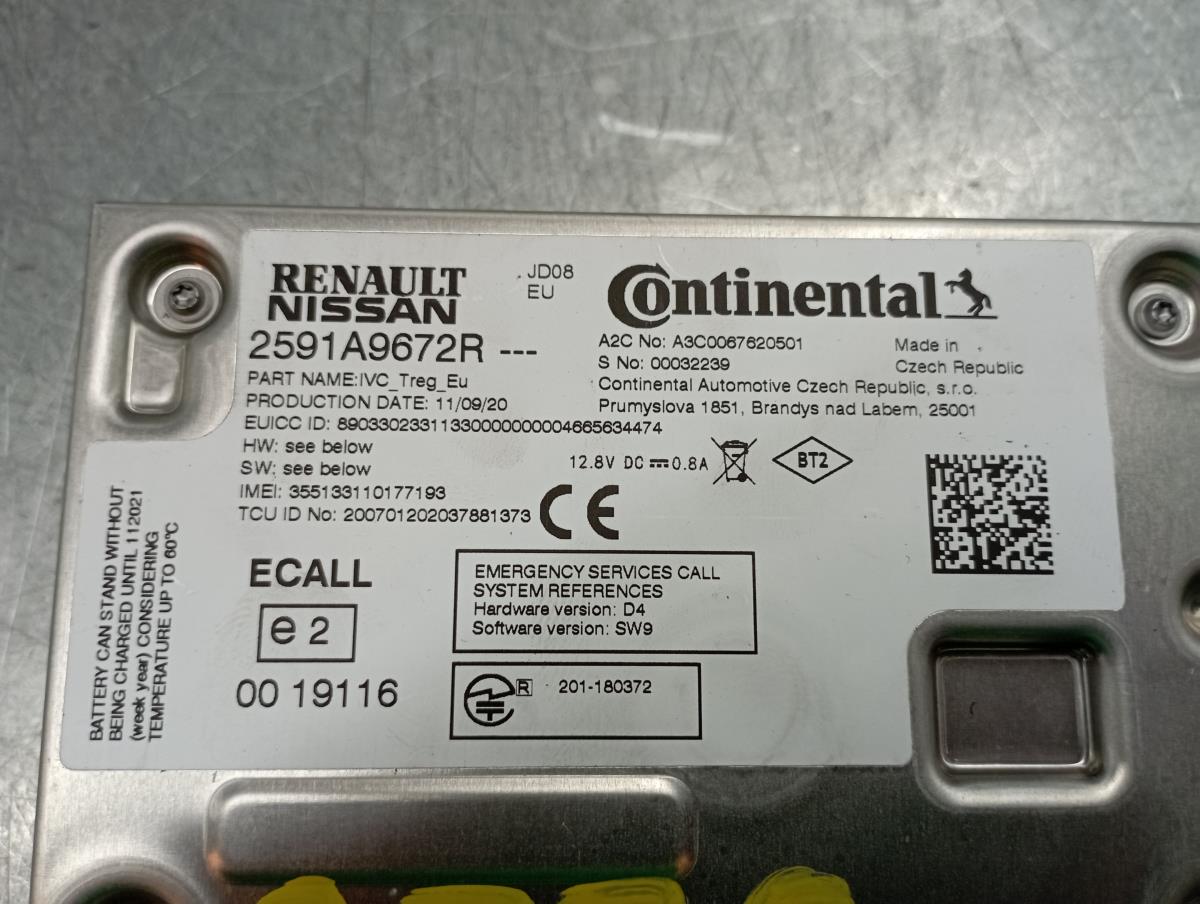 RENAULT
NISSAN
JD08
EU
Continental
2591A9672R ---
A2C No: A3C0067620501
S No: 00032239
Made in
Czech Republic
Continental Automotive Czech Republic, s.r.o.
Prumyslova 1851, Brandys nad Labem, 25001
PART NAME:IVC_Treg_Eu
PRODUCTION DATE: 11/09/20
EUICC ID: 89033023311330000000004665634474
HW: see below
SW: see below
12.8V DC 0.8A
BT2
IMEI: 355133110177193
TCU ID No: 200701202037881373
CE
BATTERY CAN STAND WITHOUT
BEING CHARGED UNTIL 112021
(week year) CONSIDERING
TEMPERATURE UP TO 60°C
ECALL
e 2
00 19116
EMERGENCY SERVICES CALL
SYSTEM REFERENCES
Hardware version: D4
Software version: SW9
R 201-180372